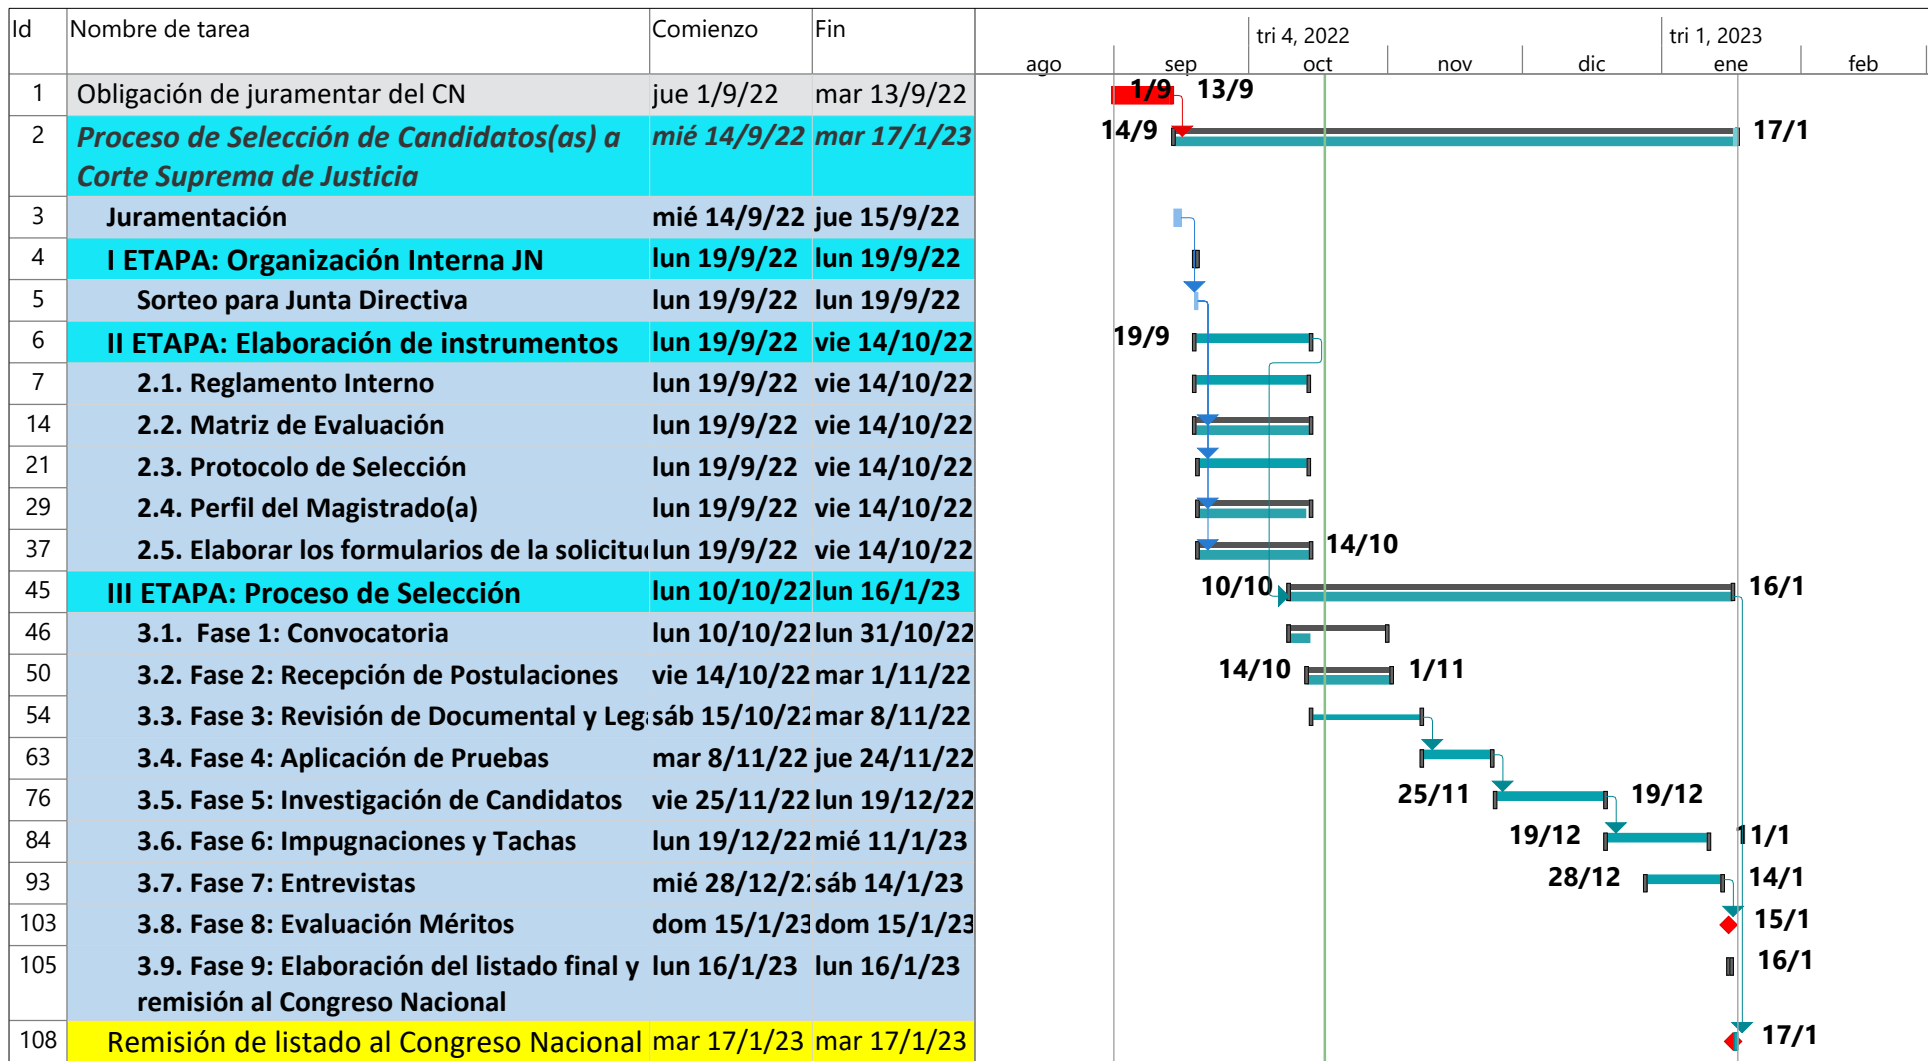 Id Nombre de tarea Comienzo Fin
tri 4, 2022 tri 1, 2023
ago sep oct nov dic ene feb
1 Obligación de juramentar del CN jue 1/9/22 mar 13/9/22 1/9 13/9
2 Proceso de Selección de Candidatos(as) a mié 14/9/22 mar 17/1/23 14/9 17/1
Corte Suprema de Justicia
3 Juramentación mié 14/9/22 jue 15/9/22
4 I ETAPA: Organización Interna JN lun 19/9/22 lun 19/9/22
5 Sorteo para Junta Directiva lun 19/9/22 lun 19/9/22
6 II ETAPA: Elaboración de instrumentos lun 19/9/22 vie 14/10/22 19/9
7 2.1. Reglamento Interno lun 19/9/22 vie 14/10/22
14 2.2. Matriz de Evaluación lun 19/9/22 vie 14/10/22
21 2.3. Protocolo de Selección lun 19/9/22 vie 14/10/22
29 2.4. Perfil del Magistrado(a) lun 19/9/22 vie 14/10/22
37 2.5. Elaborar los formularios de la solicitu lun 19/9/22 vie 14/10/22 14/10
45 III ETAPA: Proceso de Selección lun 10/10/22 lun 16/1/23 10/10 16/1
46 3.1. Fase 1: Convocatoria lun 10/10/22 lun 31/10/22
50 3.2. Fase 2: Recepción de Postulaciones vie 14/10/22 mar 1/11/22 14/10 1/11
54 3.3. Fase 3: Revisión de Documental y Leg sáb 15/10/22 mar 8/11/22
63 3.4. Fase 4: Aplicación de Pruebas mar 8/11/22 jue 24/11/22
76 3.5. Fase 5: Investigación de Candidatos vie 25/11/22 lun 19/12/22 25/11 19/12
84 3.6. Fase 6: Impugnaciones y Tachas lun 19/12/22 mié 11/1/23 19/12 11/1
93 3.7. Fase 7: Entrevistas mié 28/12/22 sáb 14/1/23 28/12 14/1
103 3.8. Fase 8: Evaluación Méritos dom 15/1/23 dom 15/1/23 15/1
105 3.9. Fase 9: Elaboración del listado final y lun 16/1/23 lun 16/1/23 16/1
remisión al Congreso Nacional
108 Remisión de listado al Congreso Nacional mar 17/1/23 mar 17/1/23 17/1